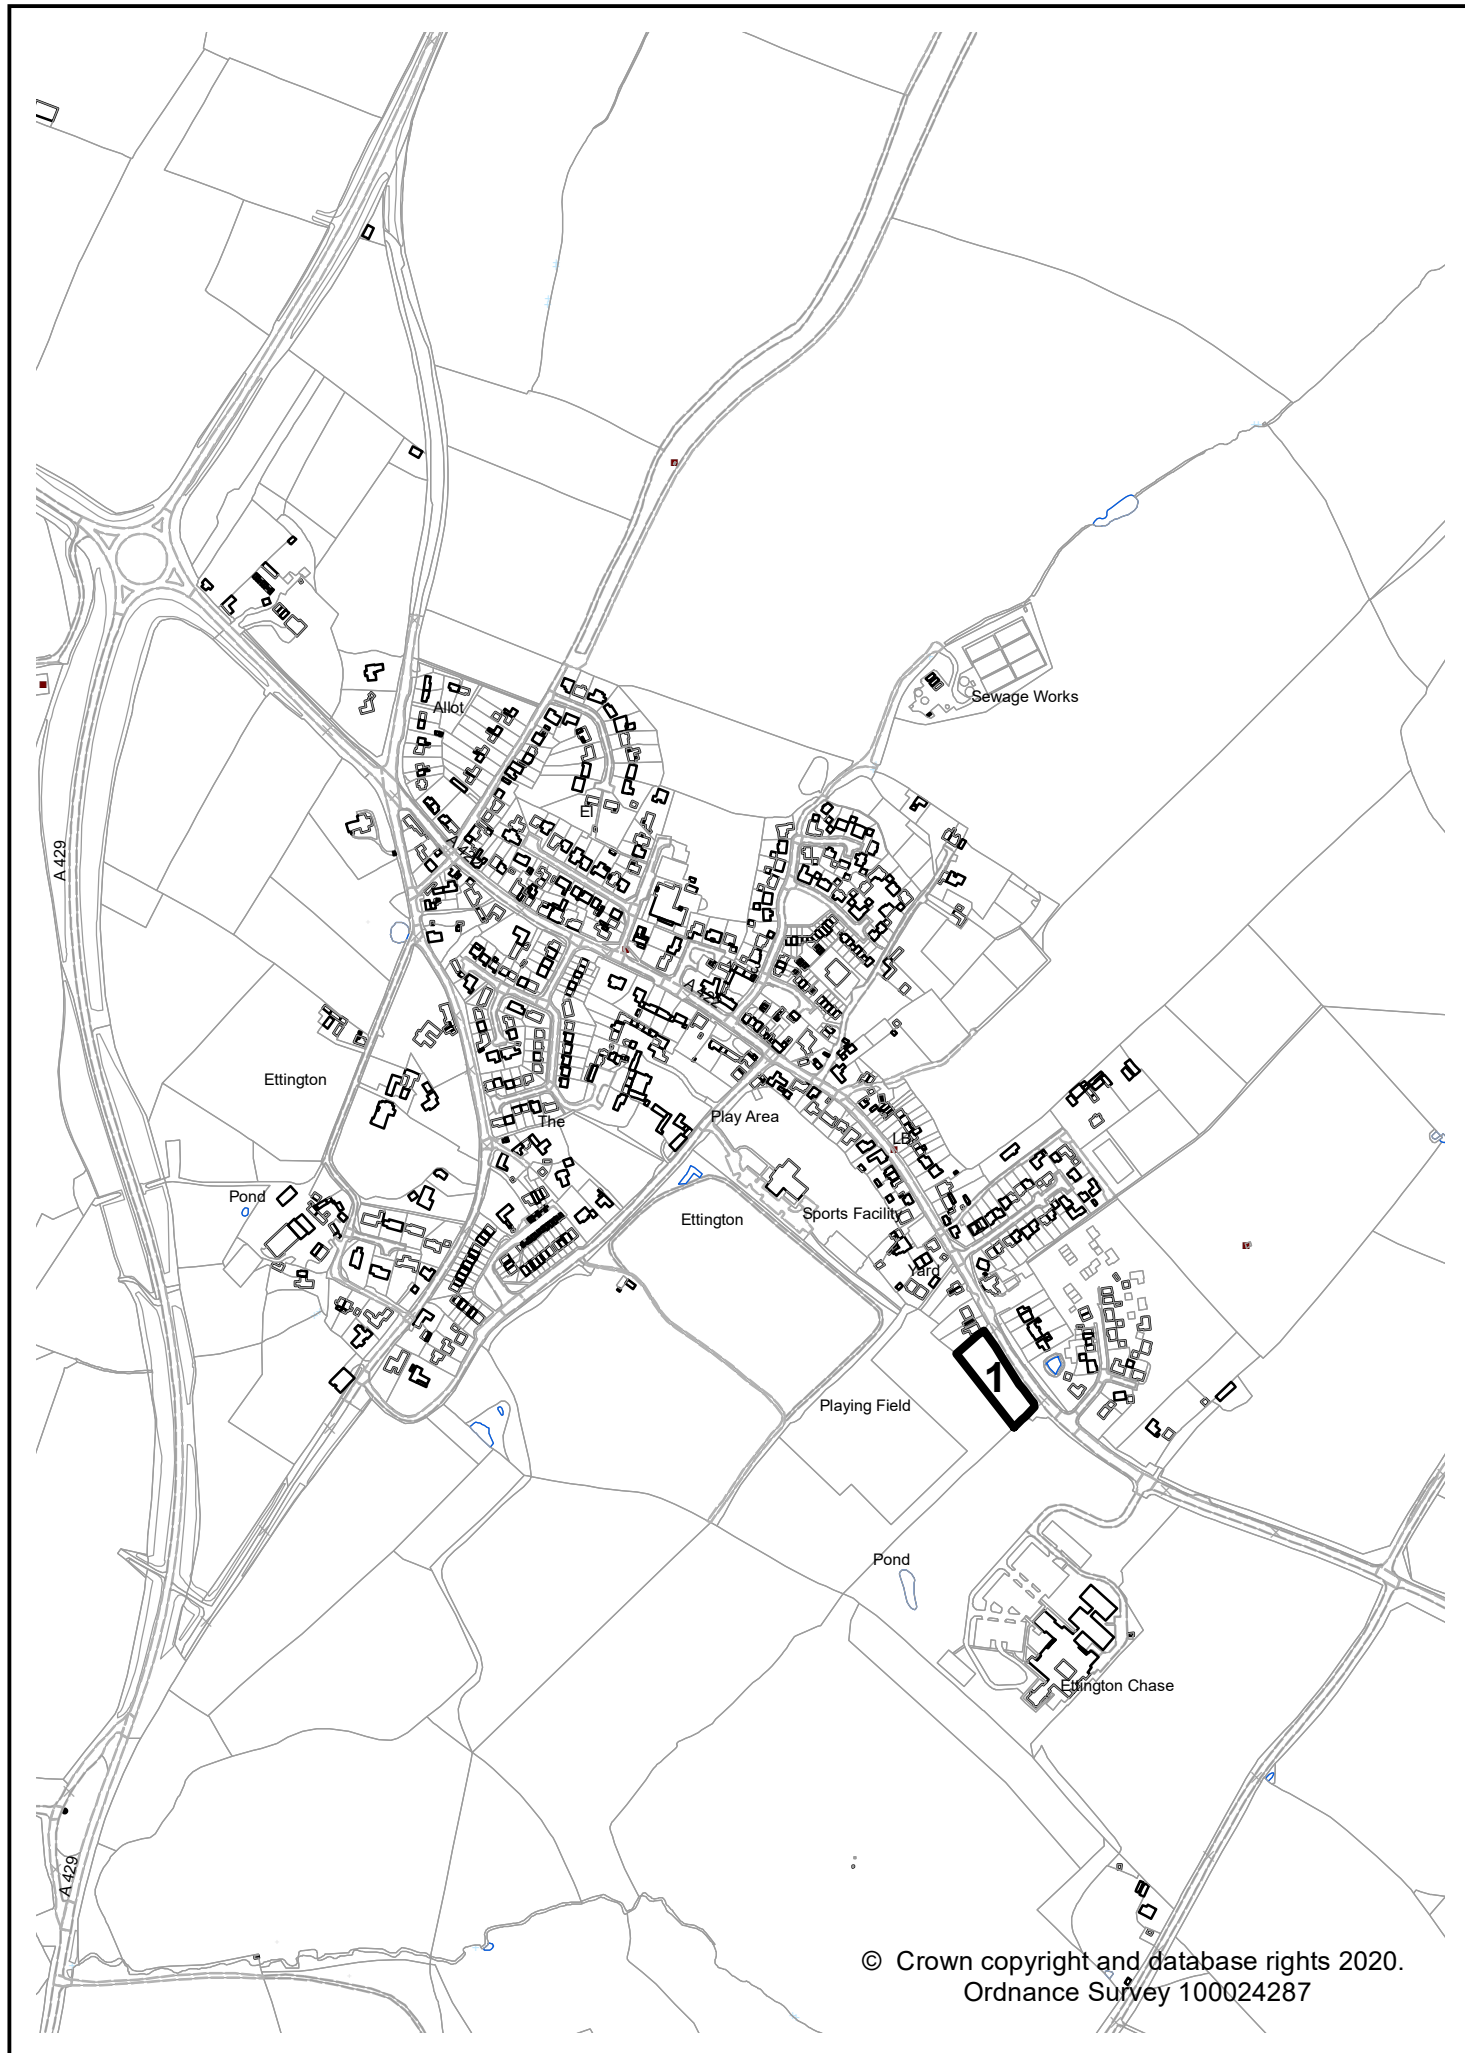 Sewage Works
Allot
El
A 429
Ettington
The
Play Area
LB
Pond
Ettington
Sports Facility
Yard
1
Playing Field
Pond
Ettington Chase
A 429
© Crown copyright and database rights 2020.
Ordnance Survey 100024287